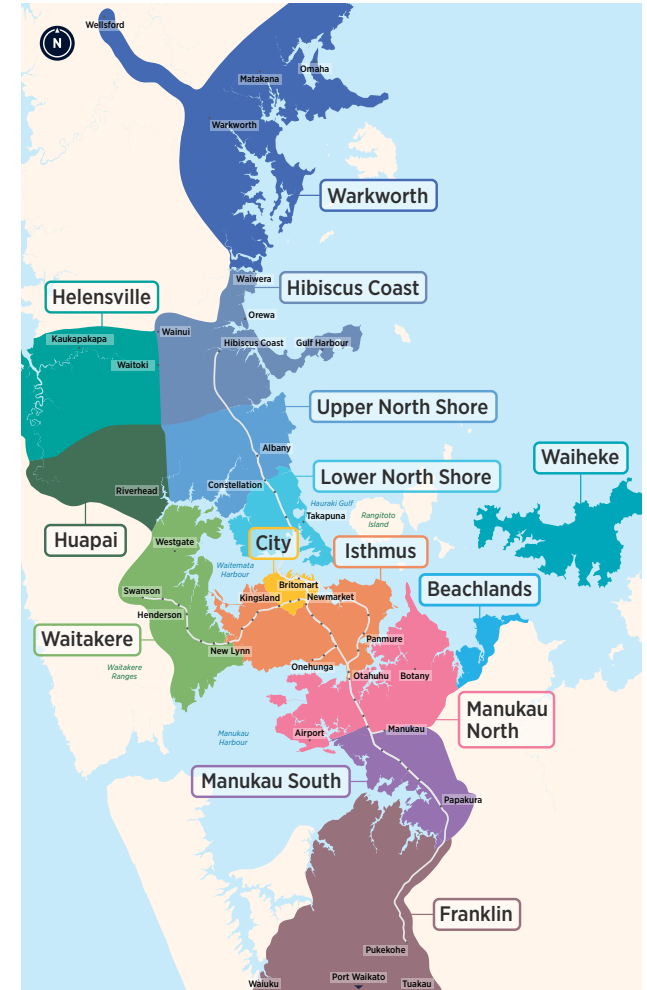 Wellsford
N
Omaha
Matakana
Warkworth
Warkworth
Waiwera
Hibiscus Coast
Helensville
Orewa
Wainui
Kaukapakapa
Hibiscus Coast
Gulf Harbour
Waitoki
Upper North Shore
Albany
Waiheke
Lower North Shore
Constellation
Riverhead
Hauraki Gulf
Takapuna
Rangitoto
Island
Huapai
Westgate
City
Isthmus
Waitemata
Harbour
Britomart
Beachlands
Swanson
Kingsland
Newmarket
Henderson
Waitakere
Panmure
New Lynn
Waitakere
Ranges
Onehunga
Otahuhu
Botany
Manukau
North
Manukau
Harbour
Airport
Manukau
Manukau South
Papakura
Franklin
Pukekohe
Port Waikato
Waiuku
Tuakau